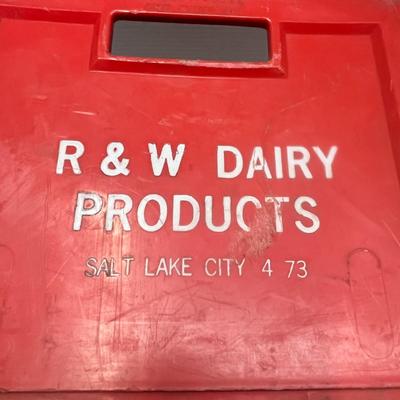 R & W DAIRY
PRODUCTS
SALT LAKE CITY 4 73